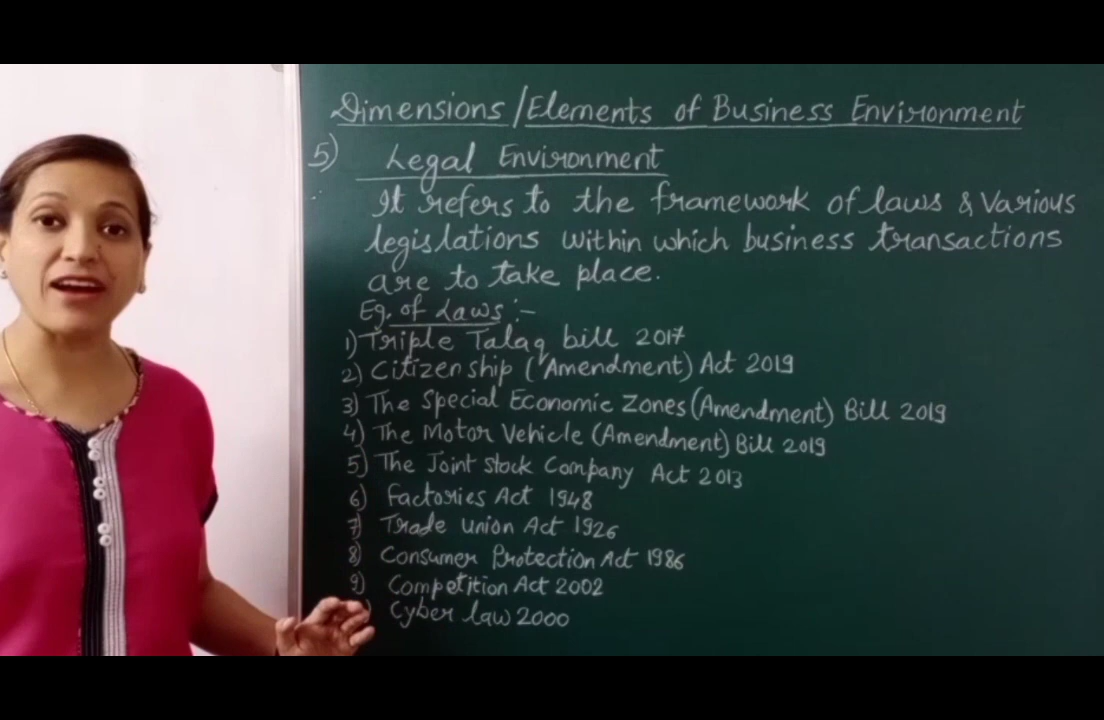 Dimensions/Elements of Business Environment
5) Legal Environment
It refers to the framework of laws & Various
legislations within which business transactions
are to take place.
Eg. of Laws :-
1) Triple Talaq bill 2017
2) Citizenship (Amendment) Act 2019
3) The Special Economic Zones (Amendment) Bill 2019
4) The Motor Vehicle (Amendment) Bill 2019
5) The Joint Stock Company Act 2013
6) Factories Act 1948
7) Trade Union Act 1926
8) Consumer Protection Act 1986
9) Competition Act 2002
) Cyber law 2000